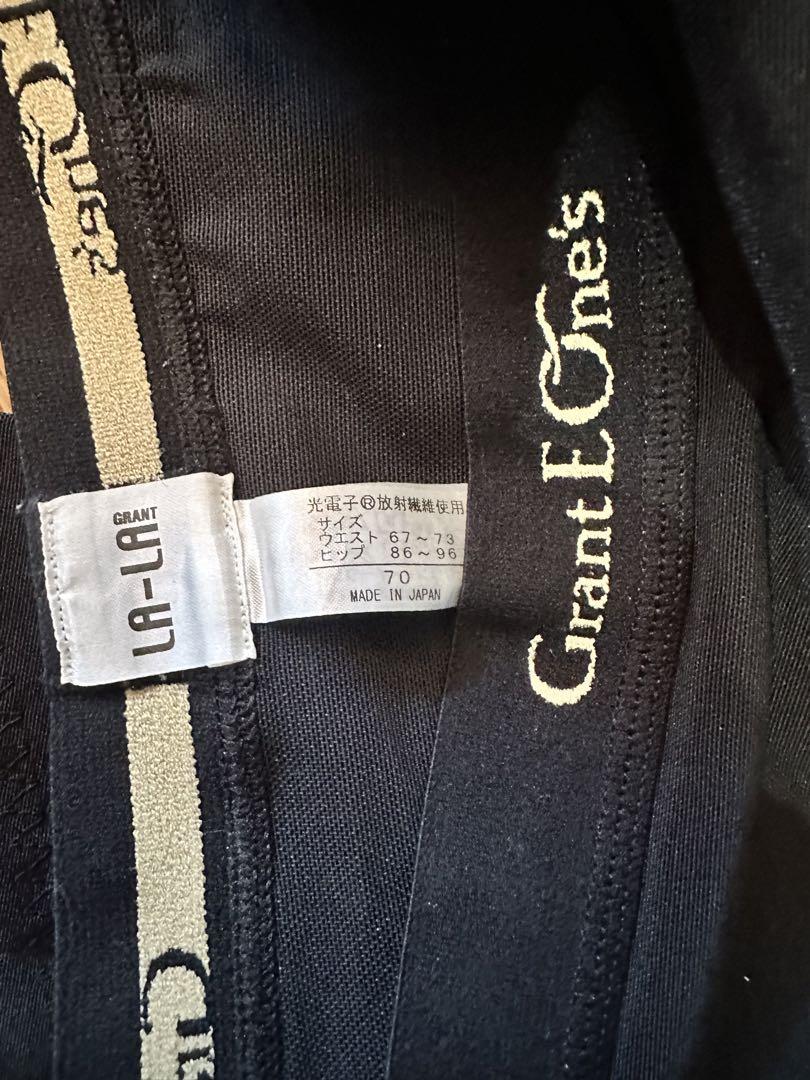 Grant E One's
GRANT
LA-LA
光電子®放射繊維使用
サイズ
ウエスト 67～73
ヒップ 86～96
70
MADE IN JAPAN